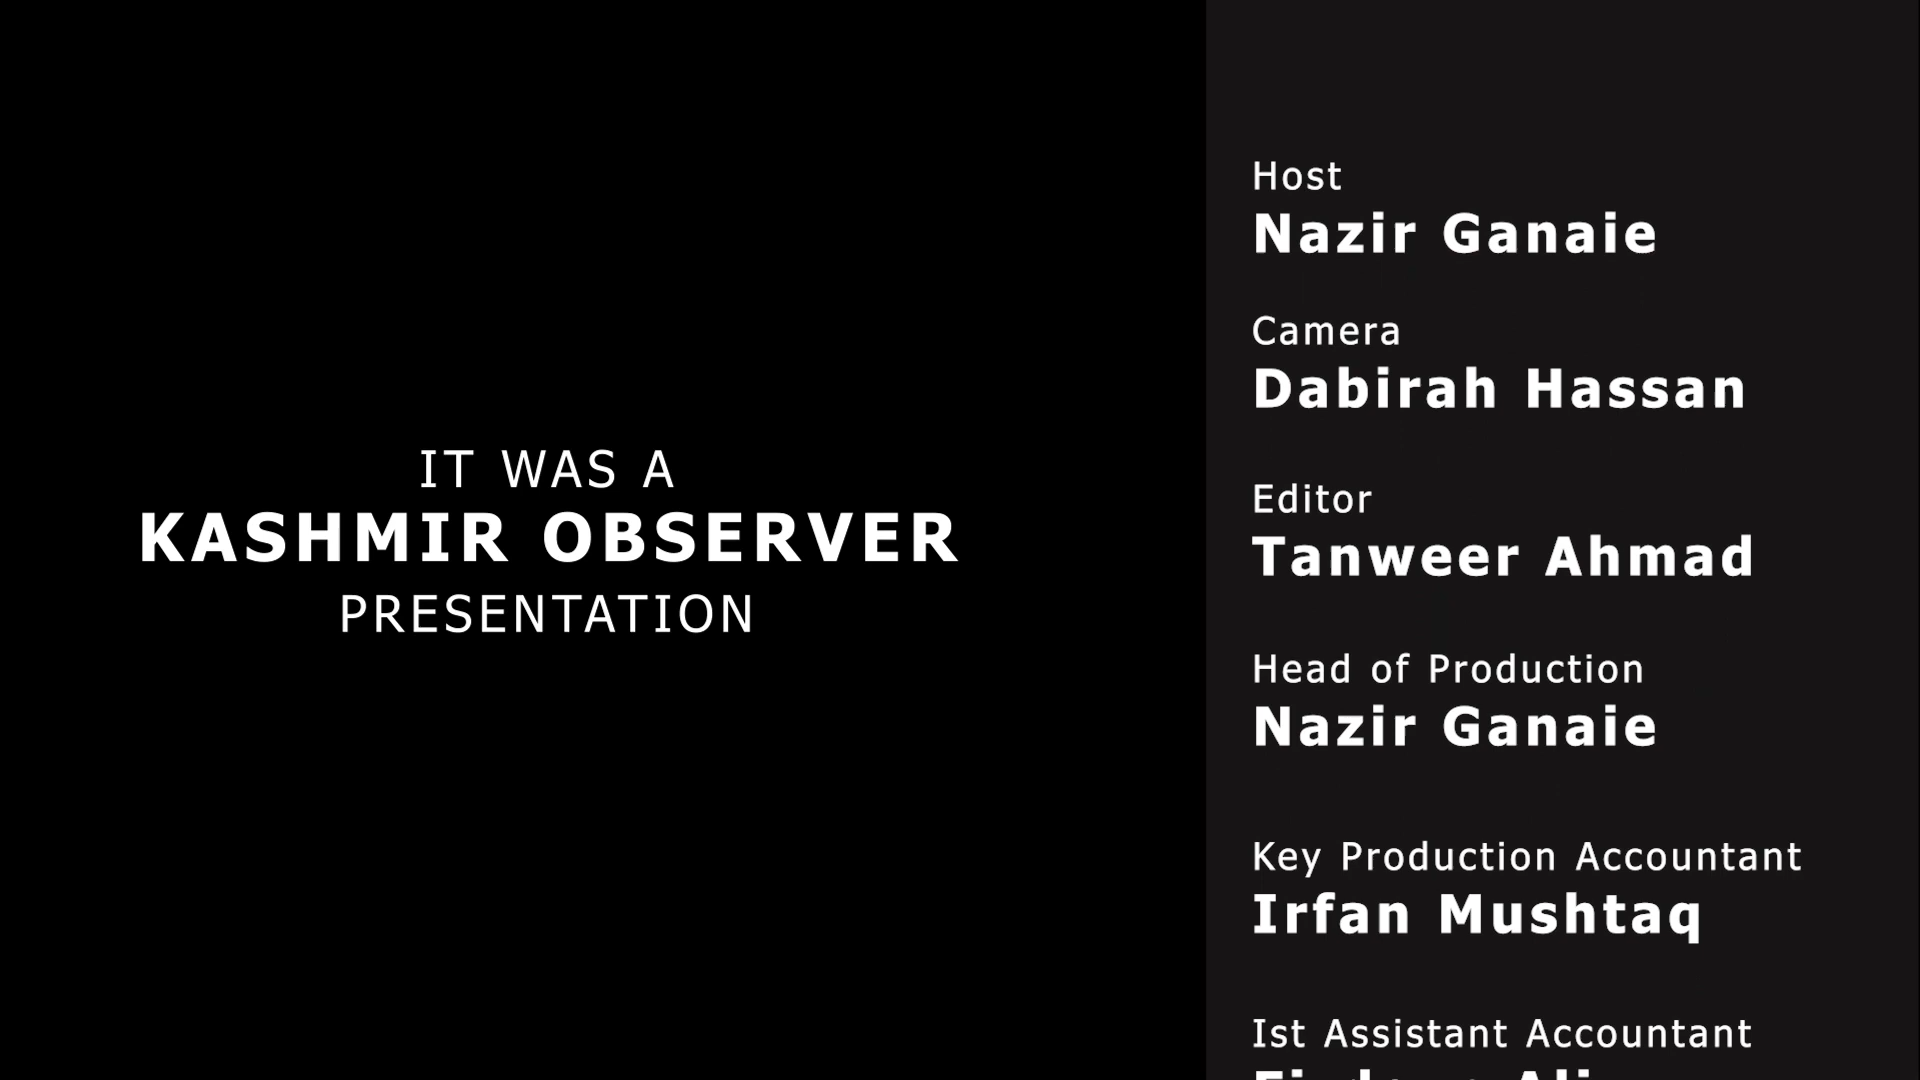 IT WAS A
KASHMIR OBSERVER
PRESENTATION
Host
Nazir Ganaie
Camera
Dabirah Hassan
Editor
Tanweer Ahmad
Head of Production
Nazir Ganaie
Key Production Accountant
Irfan Mushtaq
Ist Assistant Accountant